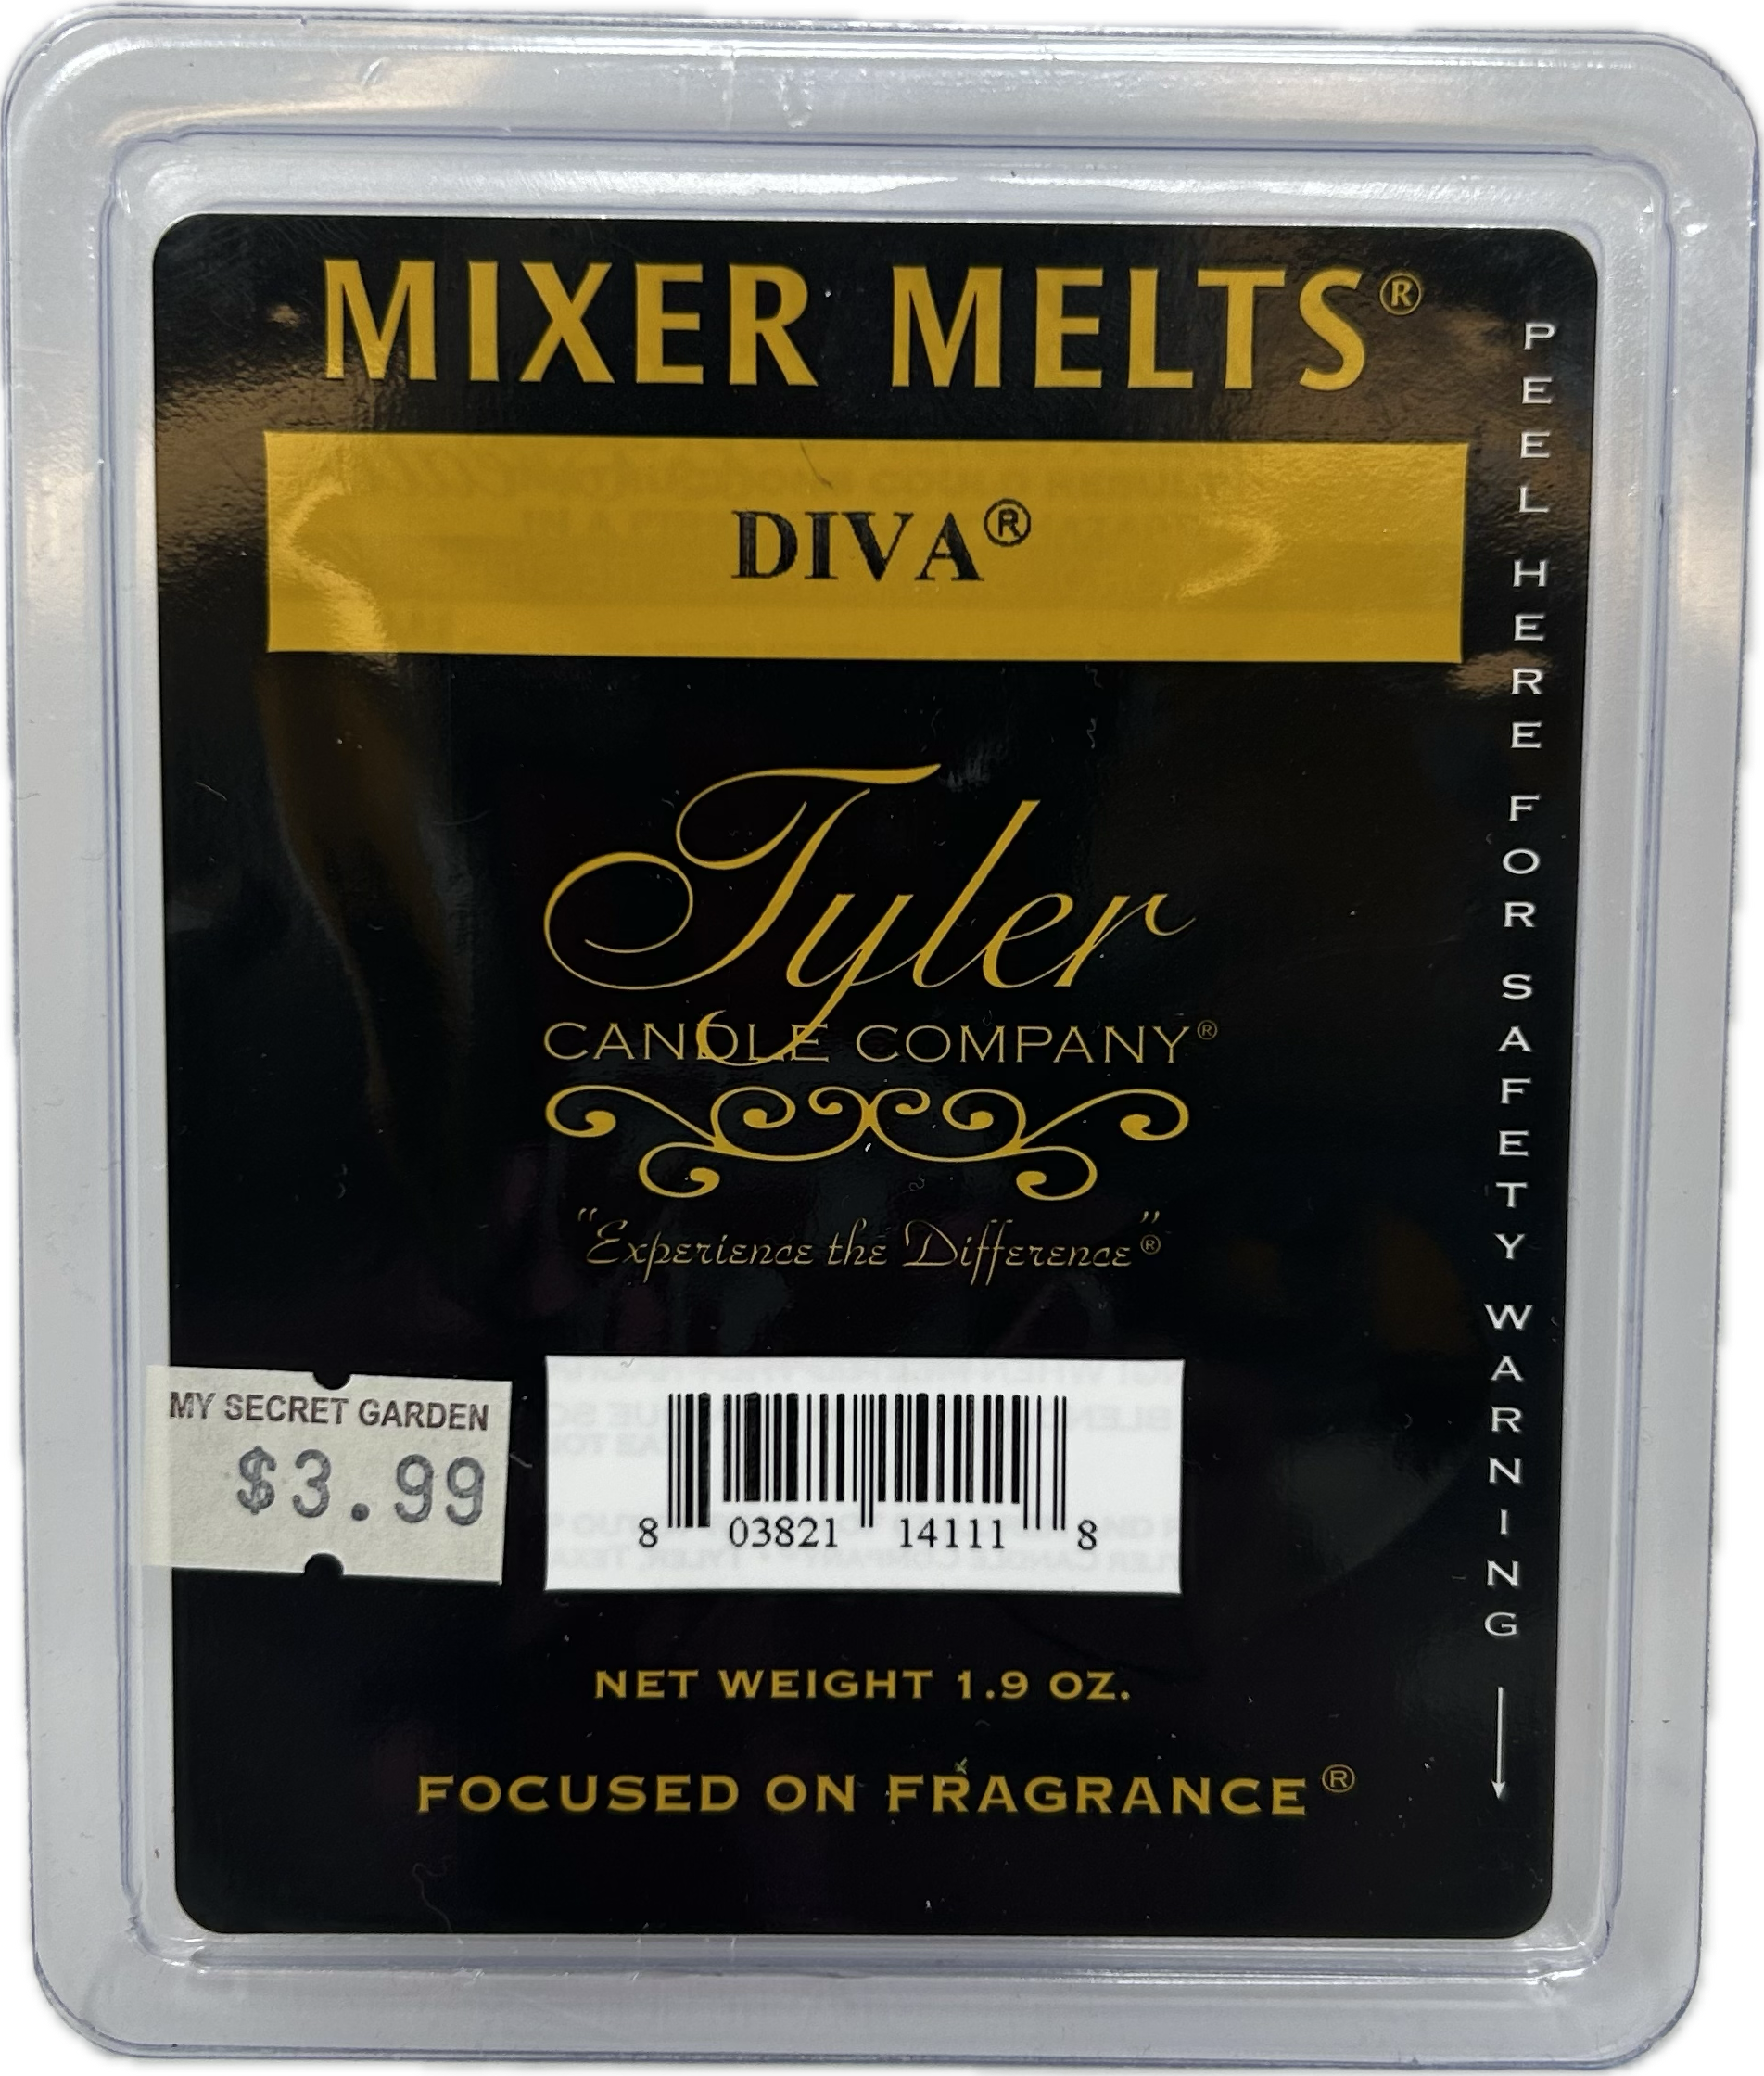 MIXER MELTS®
DIVA®
Tyler
CANDLE COMPANY®
"Experience the Difference"®
MY SECRET GARDEN
$3.99
8 03821 14111 8
NET WEIGHT 1.9 OZ.
FOCUSED ON FRAGRANCE®
PEEL HERE FOR SAFETY WARNING